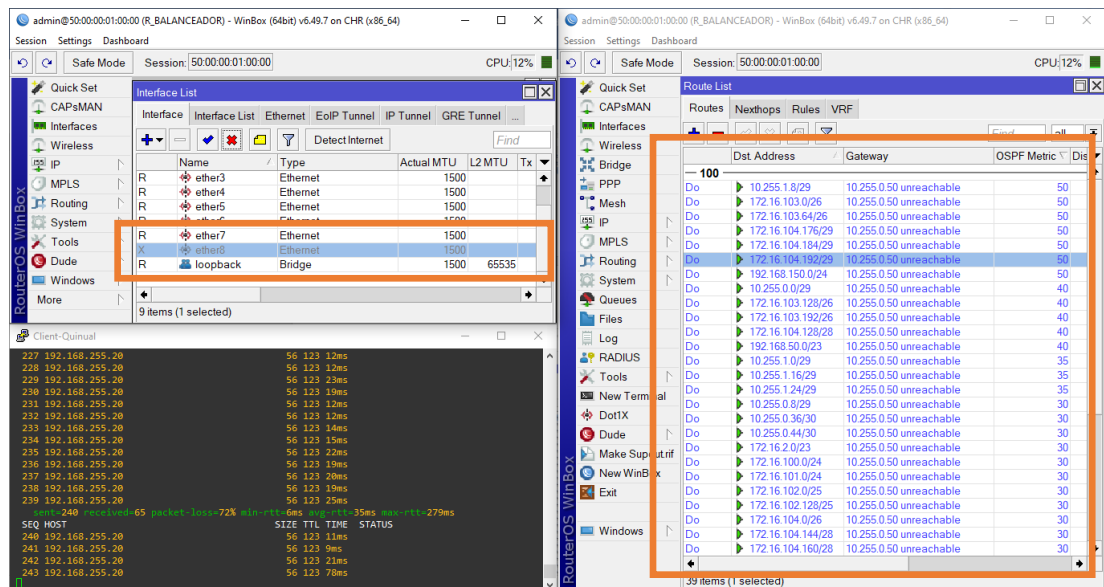 admin@50:00:00:01:00:00 (R_BALANCEADOR) - WinBox (64bit) v6.49.7 on CHR (x86_64)
Session Settings Dashboard
Safe Mode Session: 50:00:00:01:00:00 CPU:12%
Quick Set
CAPsMAN
Interfaces
Wireless
IP
MPLS
Routing
System
Tools
Dude
Windows
More
RouterOS WinBox
Interface List
Interface Interface List Ethernet EoIP Tunnel IP Tunnel GRE Tunnel ...
Detect Internet Find
Name Type Actual MTU L2 MTU Tx
R ether3 Ethernet 1500
R ether4 Ethernet 1500
R ether5 Ethernet 1500
R ether6 Ethernet 1500
R ether7 Ethernet 1500
X ether8 Ethernet 1500
R loopback Bridge 1500 65535
9 items (1 selected)
Client-Quinual
227 192.168.255.20 56 123 12ms
228 192.168.255.20 56 123 12ms
229 192.168.255.20 56 123 23ms
230 192.168.255.20 56 123 19ms
231 192.168.255.20 56 123 12ms
232 192.168.255.20 56 123 12ms
233 192.168.255.20 56 123 14ms
234 192.168.255.20 56 123 15ms
235 192.168.255.20 56 123 22ms
236 192.168.255.20 56 123 19ms
237 192.168.255.20 56 123 20ms
238 192.168.255.20 56 123 19ms
239 192.168.255.20 56 123 25ms
sent=240 received=65 packet-loss=72% min-rtt=6ms avg-rtt=35ms max-rtt=279ms
SEQ HOST SIZE TTL TIME STATUS
240 192.168.255.20 56 123 11ms
241 192.168.255.20 56 123 9ms
242 192.168.255.20 56 123 21ms
243 192.168.255.20 56 123 78ms
admin@50:00:00:01:00:00 (R_BALANCEADOR) - WinBox (64bit) v6.49.7 on CHR (x86_64)
Session Settings Dashboard
Safe Mode Session: 50:00:00:01:00:00 CPU:12%
Quick Set
CAPsMAN
Interfaces
Wireless
Bridge
PPP
Mesh
IP
MPLS
Routing
System
Queues
Files
Log
RADIUS
Tools
New Terminal
Dot1X
Dude
Make Supout.rif
New WinBox
Exit
Windows
RouterOS WinBox
Route List
Routes Nexthops Rules VRF
Find all
Dst. Address Gateway OSPF Metric Dis
100
Do 10.255.1.8/29 10.255.0.50 unreachable 50
Do 172.16.103.0/26 10.255.0.50 unreachable 50
Do 172.16.103.64/26 10.255.0.50 unreachable 50
Do 172.16.104.176/29 10.255.0.50 unreachable 50
Do 172.16.104.184/29 10.255.0.50 unreachable 50
Do 172.16.104.192/29 10.255.0.50 unreachable 50
Do 192.168.150.0/24 10.255.0.50 unreachable 50
Do 10.255.0.0/29 10.255.0.50 unreachable 40
Do 172.16.103.128/26 10.255.0.50 unreachable 40
Do 172.16.103.192/26 10.255.0.50 unreachable 40
Do 172.16.104.128/28 10.255.0.50 unreachable 40
Do 192.168.50.0/23 10.255.0.50 unreachable 40
Do 10.255.1.0/29 10.255.0.50 unreachable 35
Do 10.255.1.16/29 10.255.0.50 unreachable 35
Do 10.255.1.24/29 10.255.0.50 unreachable 35
Do 10.255.0.8/29 10.255.0.50 unreachable 30
Do 10.255.0.36/30 10.255.0.50 unreachable 30
Do 10.255.0.44/30 10.255.0.50 unreachable 30
Do 172.16.2.0/23 10.255.0.50 unreachable 30
Do 172.16.100.0/24 10.255.0.50 unreachable 30
Do 172.16.101.0/24 10.255.0.50 unreachable 30
Do 172.16.102.0/25 10.255.0.50 unreachable 30
Do 172.16.102.128/25 10.255.0.50 unreachable 30
Do 172.16.104.0/26 10.255.0.50 unreachable 30
Do 172.16.104.144/28 10.255.0.50 unreachable 30
Do 172.16.104.160/28 10.255.0.50 unreachable 30
39 items (1 selected)